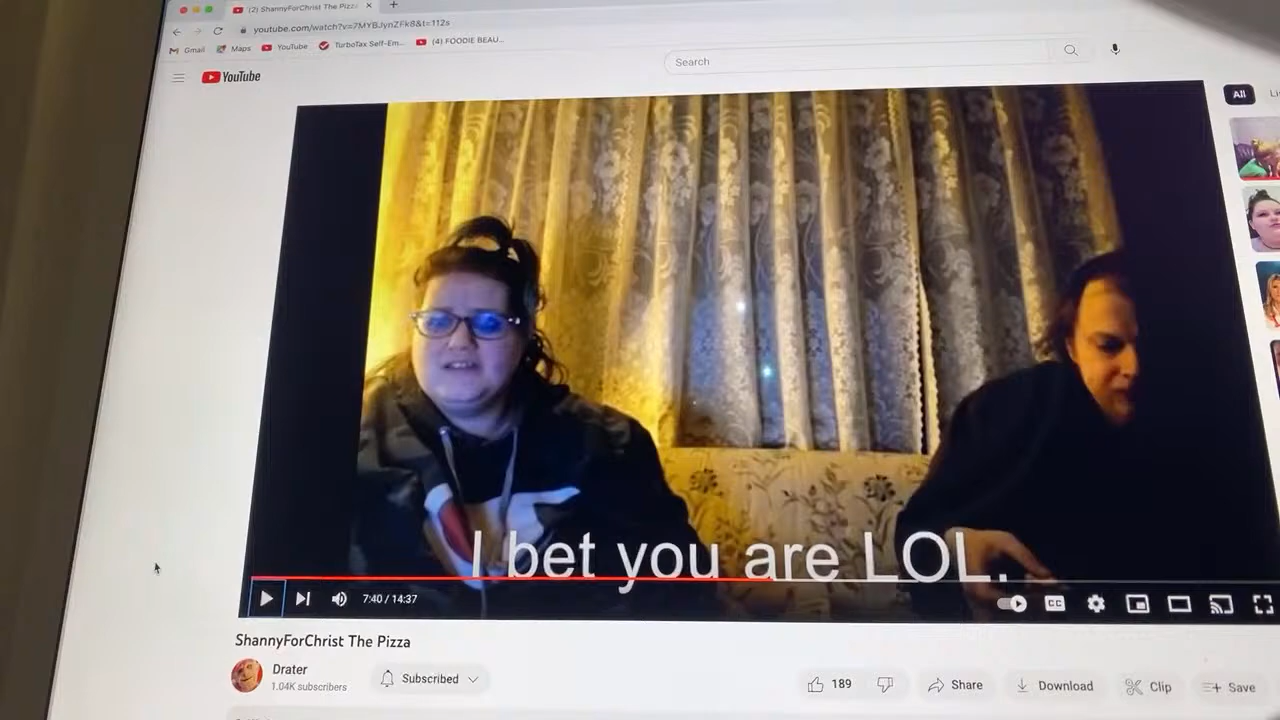 (2) ShannyForChrist The Pizza
youtube.com/watch?v=7MYBJynZFk8&t=112s
Gmail Maps YouTube TurboTax Self-Em... (4) FOODIE BEAU...
YouTube
Search
All
I bet you are LOL.
7:40 / 14:37
CC
ShannyForChrist The Pizza
Drater
1.04K subscribers
Subscribed
189
Share
Download
Clip
Save